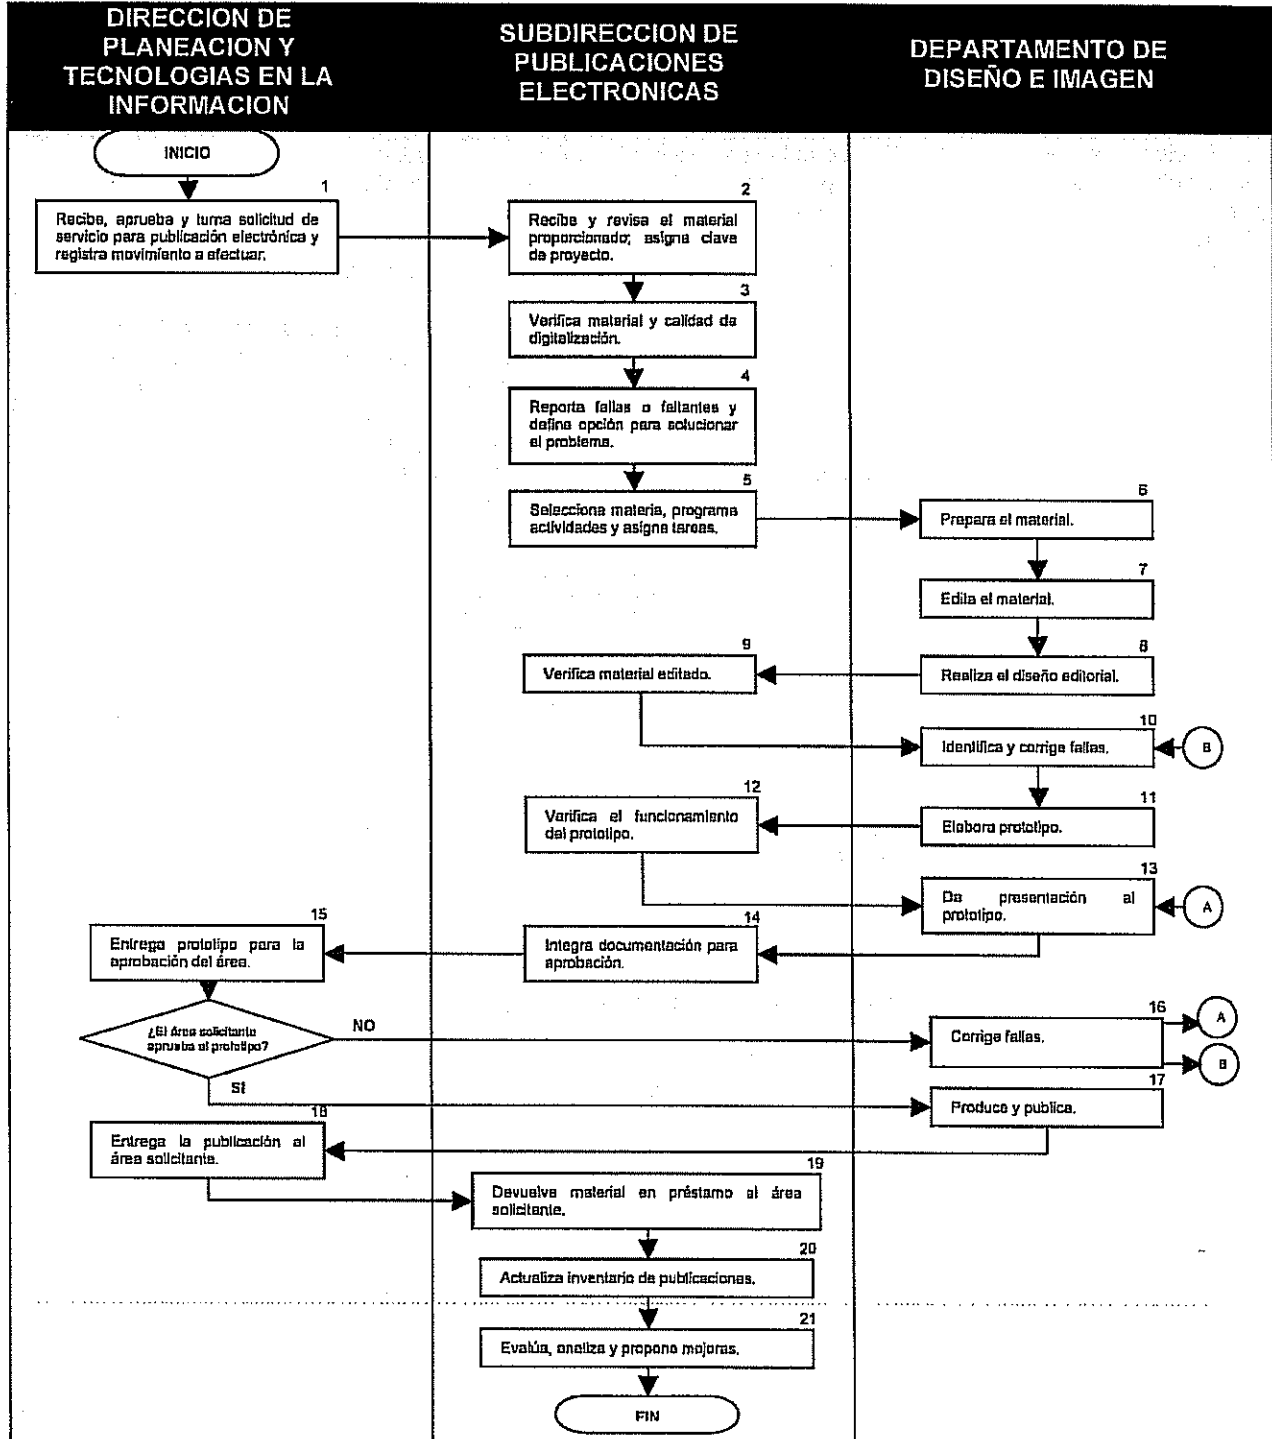 DIRECCION DE
PLANEACION Y
TECNOLOGIAS EN LA
INFORMACION
SUBDIRECCION DE
PUBLICACIONES
ELECTRONICAS
DEPARTAMENTO DE
DISEÑO E IMAGEN
INICIO
1
Recibe, aprueba y turna solicitud de
servicio para publicación electrónica y
registra movimiento a efectuar.
2
Recibe y revisa el material
proporcionado; asigna clave
de proyecto.
3
Verifica material y calidad de
digitalización.
4
Reporta fallas o faltantes y
define opción para solucionar
el problema.
5
Selecciona materia, programa
actividades y asigna tareas.
6
Prepara el material.
7
Edita el material.
8
Realiza el diseño editorial.
9
Verifica material editado.
10
Identifica y corrige fallas.
B
11
Elabora prototipo.
12
Verifica el funcionamiento
del prototipo.
13
Da presentación al
prototipo.
A
14
Integra documentación para
aprobación.
15
Entrega prototipo para la
aprobación del área.
¿El área solicitante
aprueba el prototipo?
NO
SI
16
Corrige fallas.
A
B
17
Produce y publica.
18
Entrega la publicación al
área solicitante.
19
Devuelve material en préstamo al área
solicitante.
20
Actualiza inventario de publicaciones.
21
Evalúa, analiza y propone mejoras.
FIN